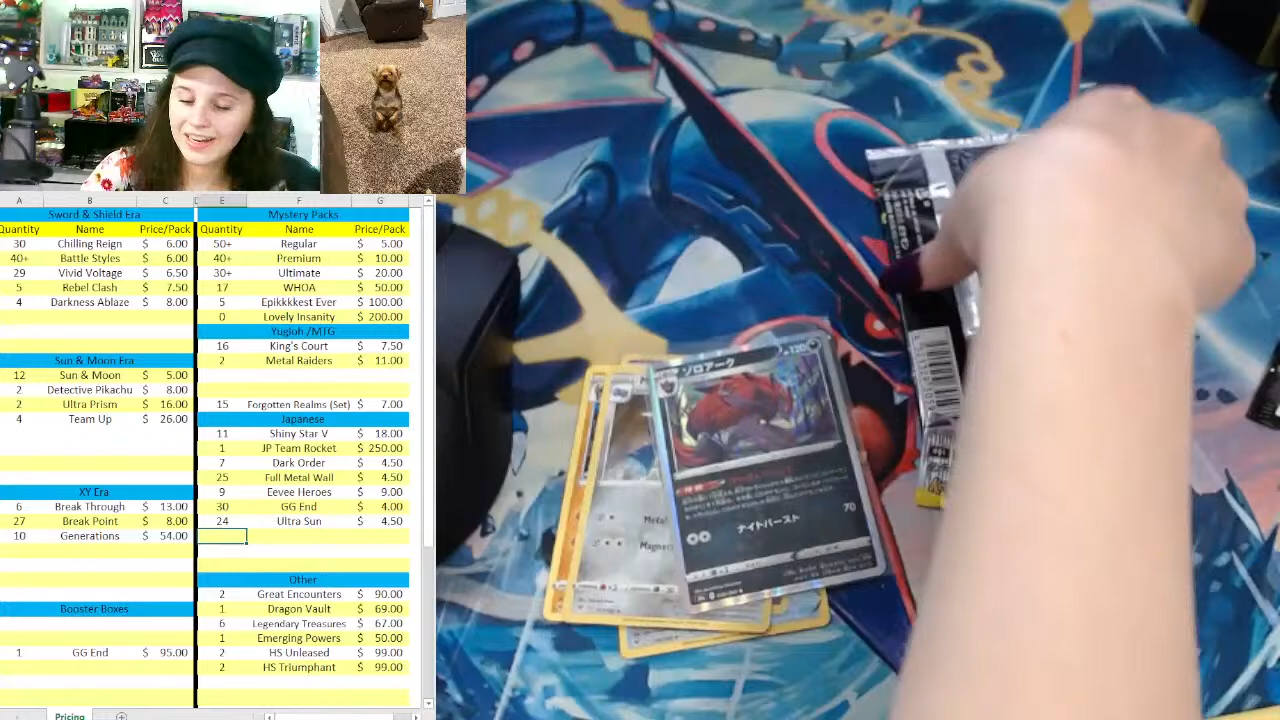 A B C D E F G
Sword & Shield Era
Quantity Name Price/Pack
30 Chilling Reign $ 6.00
40+ Battle Styles $ 6.00
29 Vivid Voltage $ 6.50
5 Rebel Clash $ 7.50
4 Darkness Ablaze $ 8.00
Sun & Moon Era
12 Sun & Moon $ 5.00
2 Detective Pikachu $ 8.00
2 Ultra Prism $ 16.00
4 Team Up $ 26.00
XY Era
6 Break Through $ 13.00
27 Break Point $ 8.00
10 Generations $ 54.00
Booster Boxes
1 GG End $ 95.00
Mystery Packs
Quantity Name Price/Pack
50+ Regular $ 5.00
40+ Premium $ 10.00
30+ Ultimate $ 20.00
17 WHOA $ 50.00
5 Epikkkkest Ever $ 100.00
0 Lovely Insanity $ 200.00
Yugioh /MTG
16 King's Court $ 7.50
2 Metal Raiders $ 11.00
15 Forgotten Realms (Set) $ 7.00
Japanese
11 Shiny Star V $ 18.00
1 JP Team Rocket $ 250.00
7 Dark Order $ 4.50
25 Full Metal Wall $ 4.50
9 Eevee Heroes $ 9.00
30 GG End $ 4.00
24 Ultra Sun $ 4.50
Other
2 Great Encounters $ 90.00
1 Dragon Vault $ 69.00
6 Legendary Treasures $ 67.00
1 Emerging Powers $ 50.00
2 HS Unleased $ 99.00
2 HS Triumphant $ 99.00
Pricing
ゾロアーク 120
ナイトバースト 70
Metal
Magne